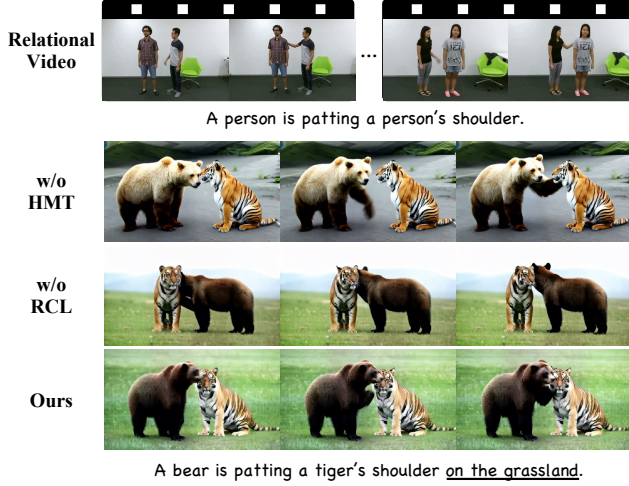 Relational
Video
...
A person is patting a person's shoulder.
w/o
HMT
w/o
RCL
Ours
A bear is patting a tiger's shoulder on the grassland.